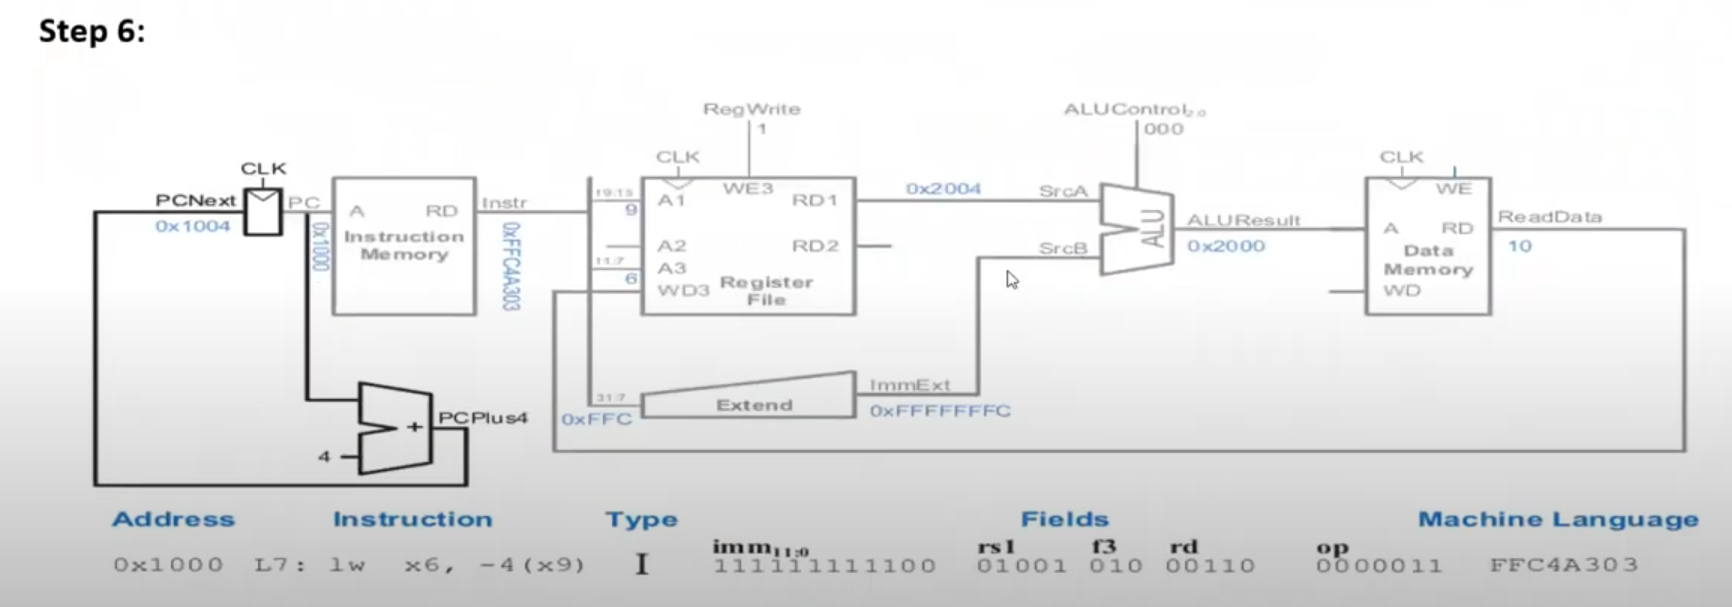 Step 6:
RegWrite
1
ALUControl2:0
000
CLK
CLK
CLK
PCNext
0x1004
PC
0x1000
A RD
Instruction
Memory
Instr
0xFFC4A303
19:15
9
A1
WE3
RD1
0x2004
SrcA
A2
RD2
SrcB
11:7
6
A3
WD3
Register
File
ALU
ALUResult
0x2000
WE
A RD
Data
Memory
WD
ReadData
10
31:7
0xFFC
Extend
ImmExt
0xFFFFFFFC
+
PCPlus4
4
Address Instruction Type Fields Machine Language
imm11:0 rs1 f3 rd op
0x1000 L7: lw x6, -4(x9) I 111111111100 01001 010 00110 0000011 FFC4A303